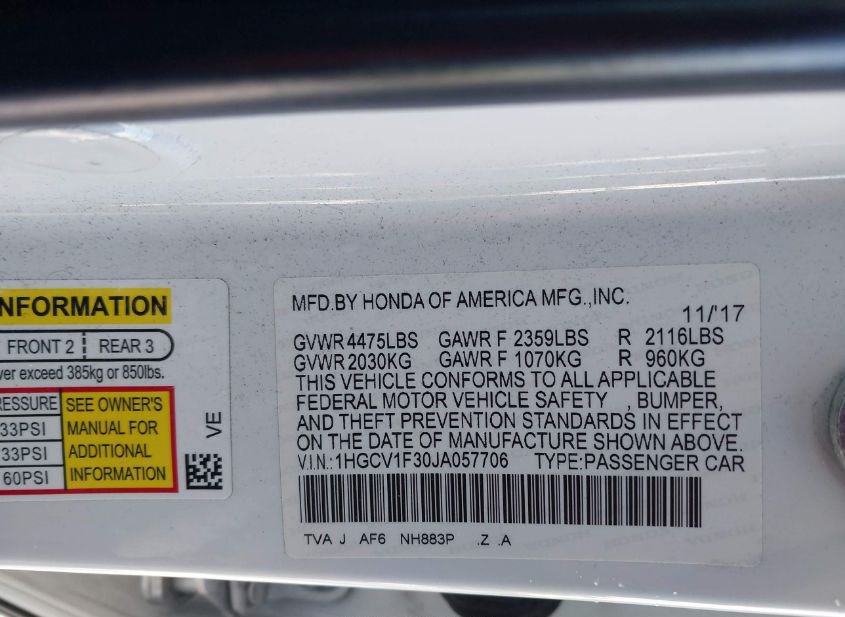 NFORMATION
FRONT 2 REAR 3
ver exceed 385kg or 850lbs.
RESSURE SEE OWNER'S
33PSI MANUAL FOR
33PSI ADDITIONAL
60PSI INFORMATION
VE
MFD.BY HONDA OF AMERICA MFG.,INC.
11/'17
GVWR 4475LBS GAWR F 2359LBS R 2116LBS
GVWR 2030KG GAWR F 1070KG R 960KG
THIS VEHICLE CONFORMS TO ALL APPLICABLE
FEDERAL MOTOR VEHICLE SAFETY , BUMPER,
AND THEFT PREVENTION STANDARDS IN EFFECT
ON THE DATE OF MANUFACTURE SHOWN ABOVE.
V.I.N.:1HGCV1F30JA057706 TYPE:PASSENGER CAR
TVA J AF6 NH883P .Z .A